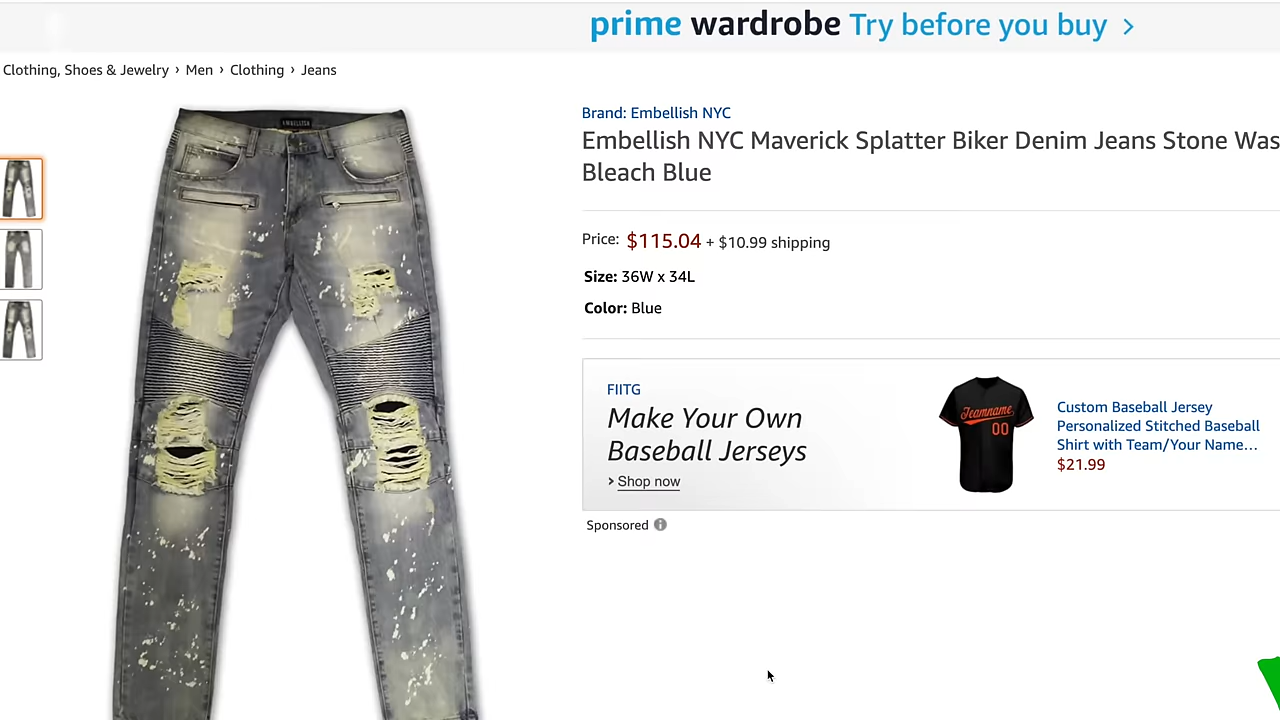 prime wardrobe Try before you buy ›
Clothing, Shoes & Jewelry › Men › Clothing › Jeans
EMBELLISH
Brand: Embellish NYC
Embellish NYC Maverick Splatter Biker Denim Jeans Stone Was
Bleach Blue
Price: $115.04 + $10.99 shipping
Size: 36W x 34L
Color: Blue
FIITG
Make Your Own
Baseball Jerseys
› Shop now
Teamname
00
Custom Baseball Jersey
Personalized Stitched Baseball
Shirt with Team/Your Name…
$21.99
Sponsored